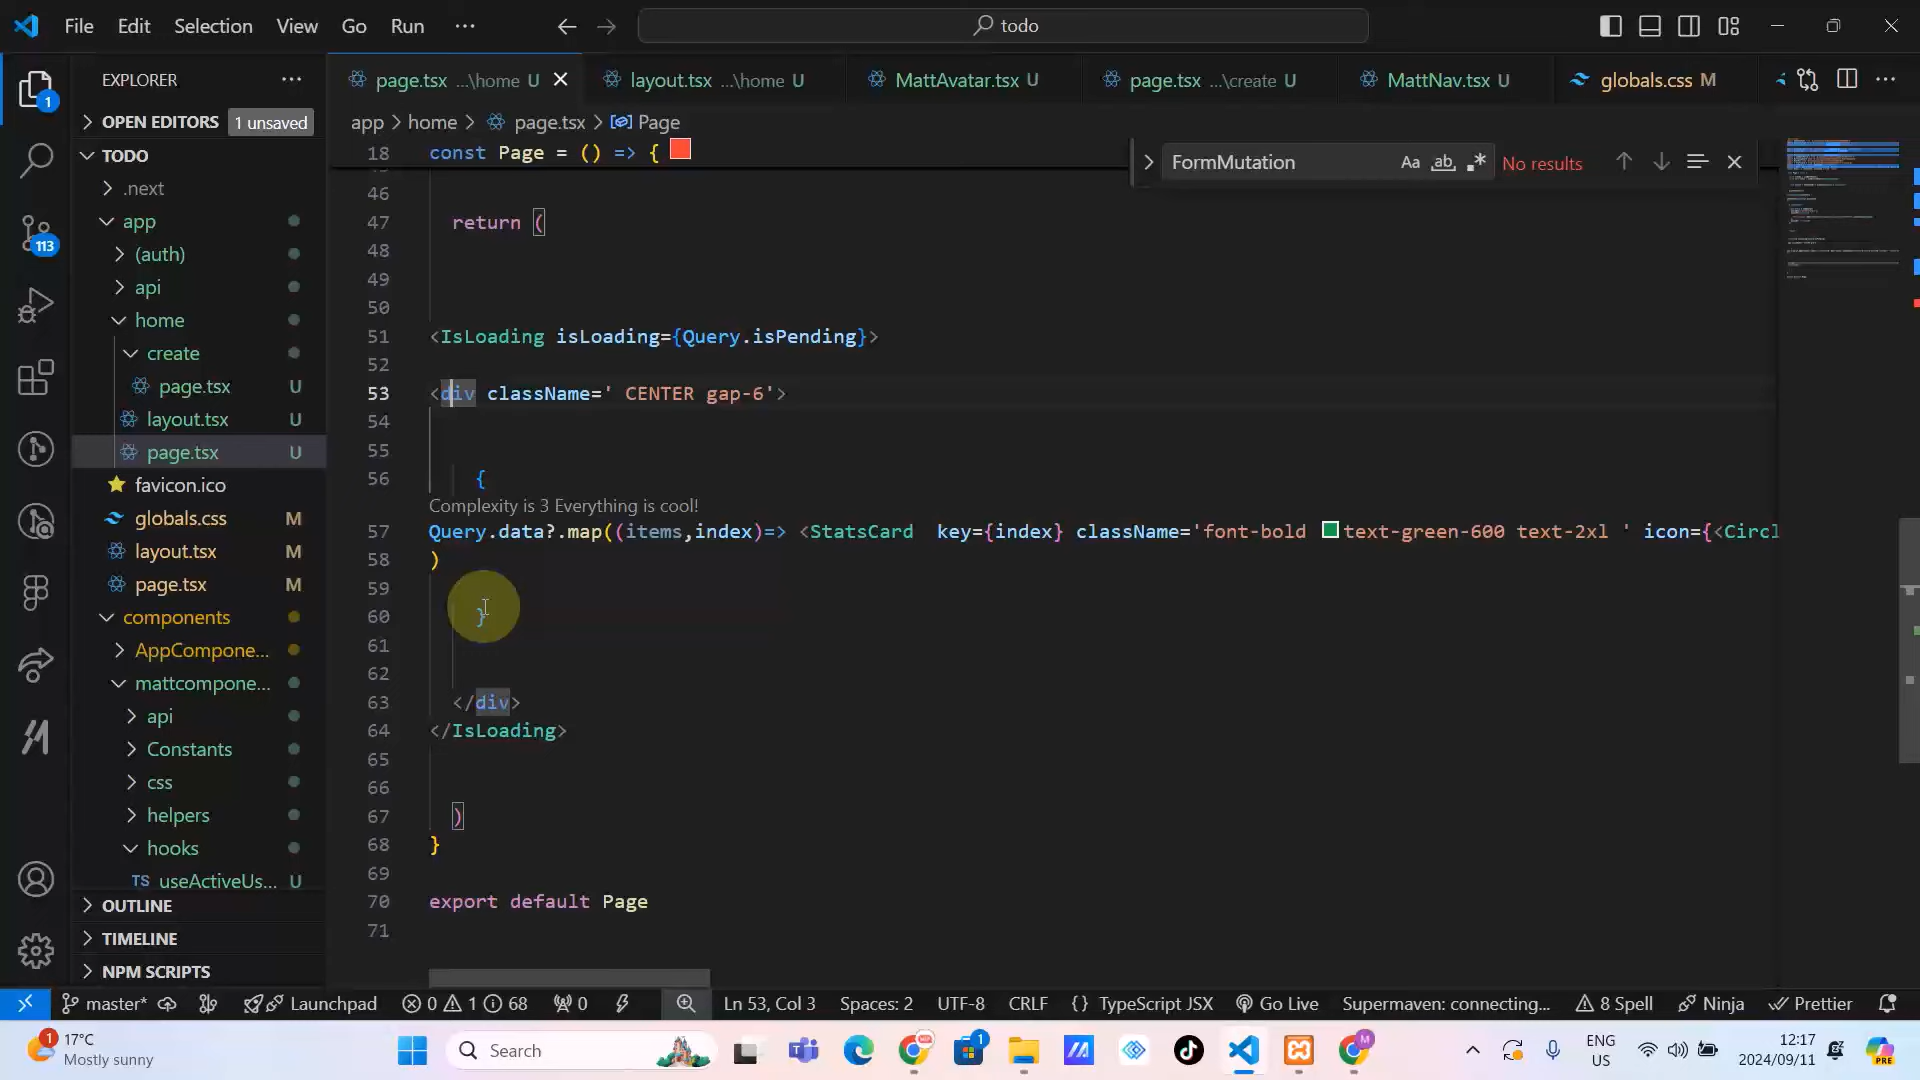 File Edit Selection View Go Run ··· todo
EXPLORER ···
page.tsx ...\home U
layout.tsx ...\home U
MattAvatar.tsx U
page.tsx ...\create U
MattNav.tsx U
globals.css M
OPEN EDITORS 1 unsaved
app > home > page.tsx > Page
TODO
.next
app
(auth)
api
home
create
page.tsx U
layout.tsx U
page.tsx U
favicon.ico
globals.css M
layout.tsx M
page.tsx M
components
AppCompone...
mattcompone...
api
Constants
css
helpers
hooks
TS useActiveUs... U
OUTLINE
TIMELINE
NPM SCRIPTS
1
113
FormMutation Aa ab No results
18 const Page = () => {
46
47 return (
48
49
50
51 <IsLoading isLoading={Query.isPending}>
52
53 <div className=' CENTER gap-6'>
54
55
56 {
Complexity is 3 Everything is cool!
57 Query.data?.map((items,index)=> <StatsCard key={index} className='font-bold text-green-600 text-2xl ' icon={<Circl
58 )
59
60 }
61
62
63 </div>
64 </IsLoading>
65
66
67 )
68 }
69
70 export default Page
71
master* Launchpad 0 1 68 0 Ln 53, Col 3 Spaces: 2 UTF-8 CRLF {} TypeScript JSX Go Live Supermaven: connecting... 8 Spell Ninja Prettier
1 17°C
Mostly sunny
Search
1
M
ENG
US
12:17
2024/09/11
PRE